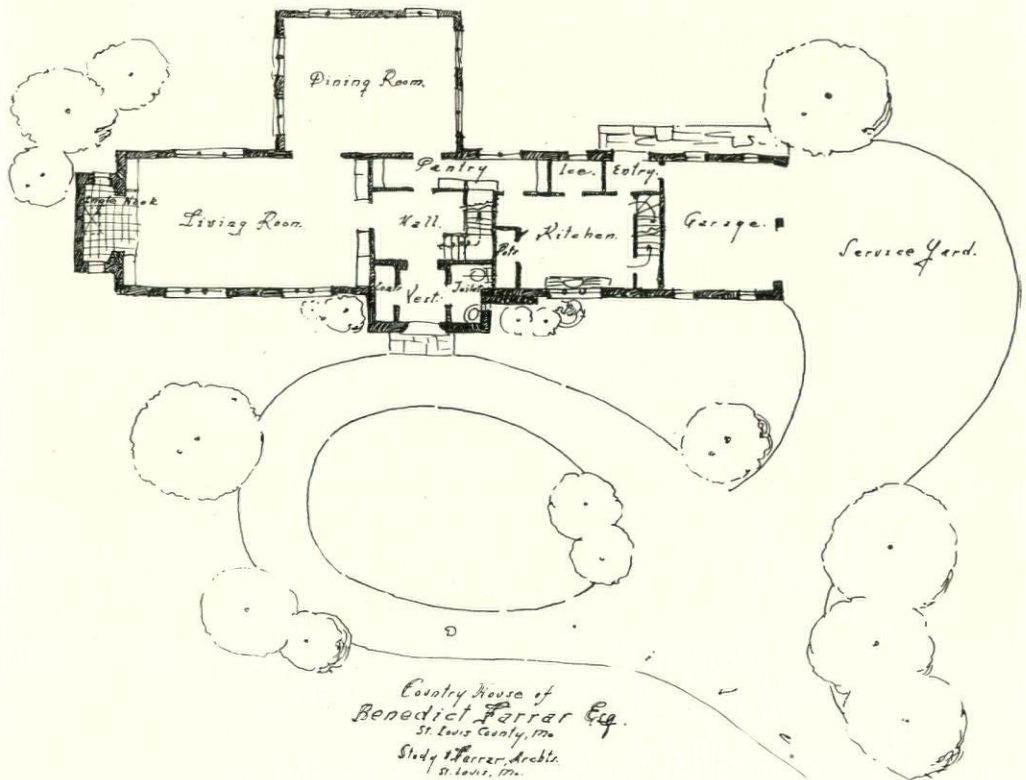 Dining Room.
Pantry
Ice.
Entry.
Ingle Nook
Living Room.
Hall.
Kitchen.
Garage.
Service Yard.
Coats
Vest.
Toilet
Country House of
Benedict Farrar Esq.
St. Louis County, Mo
Study & Farrar, Archts.
St. Louis, Mo.